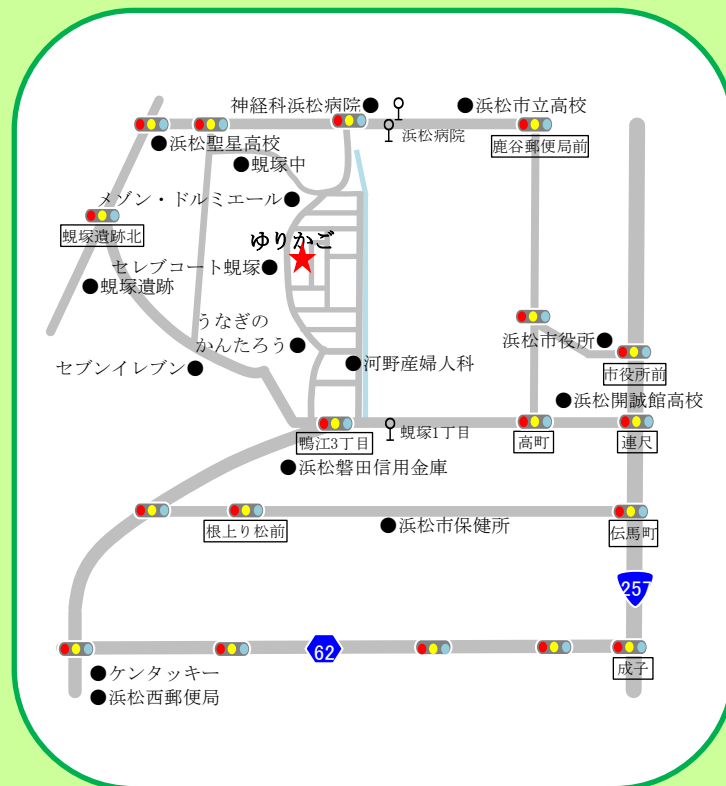 神経科浜松病院
浜松市立高校
浜松病院
浜松聖星高校
鹿谷郵便局前
蜆塚中
メゾン・ドルミエール
蜆塚遺跡北
ゆりかご
セレブコート蜆塚
蜆塚遺跡
うなぎの
かんたろう
浜松市役所
セブンイレブン
河野産婦人科
市役所前
浜松開誠館高校
鴨江3丁目
蜆塚1丁目
高町
連尺
浜松磐田信用金庫
根上り松前
浜松市保健所
伝馬町
257
62
ケンタッキー
成子
浜松西郵便局